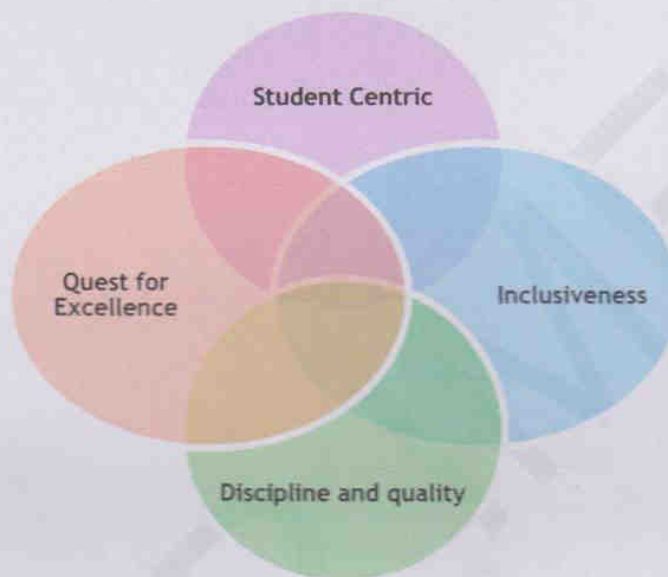 Student Centric
Quest for
Excellence
Inclusiveness
Discipline and quality